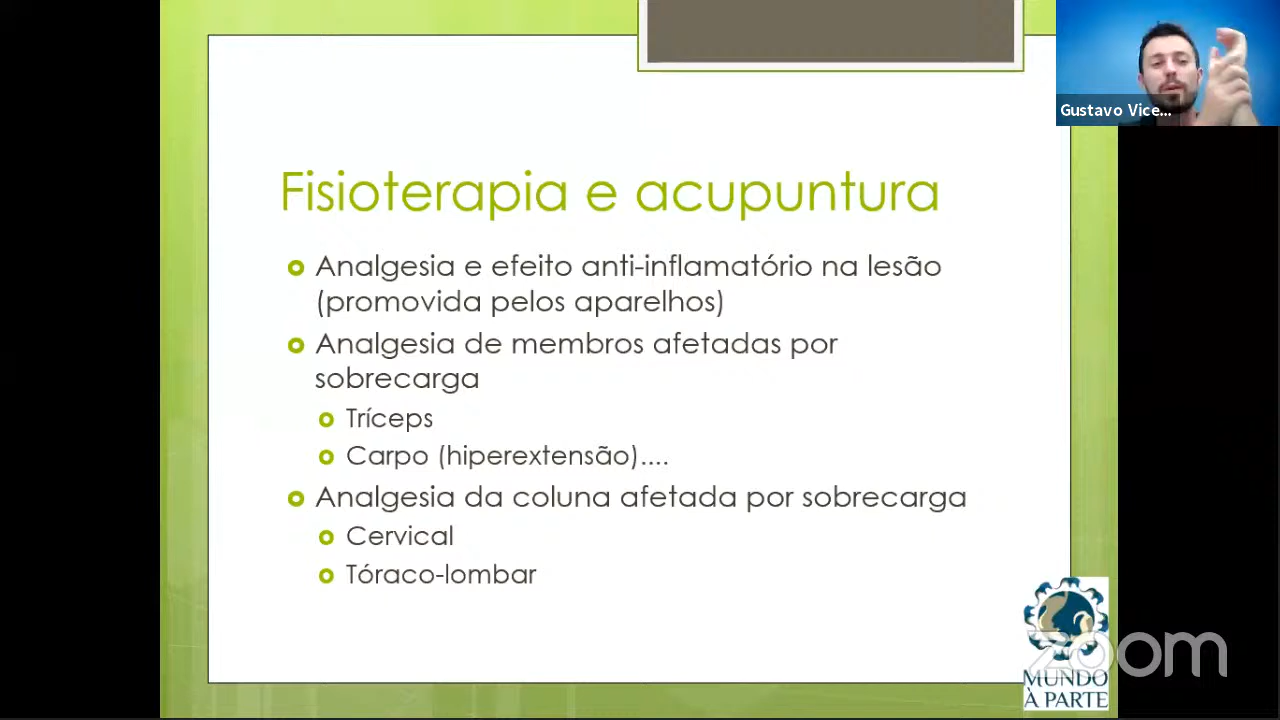 Gustavo Vice...
Fisioterapia e acupuntura
Analgesia e efeito anti-inflamatório na lesão
(promovida pelos aparelhos)
Analgesia de membros afetadas por
sobrecarga
Tríceps
Carpo (hiperextensão)....
Analgesia da coluna afetada por sobrecarga
Cervical
Tóraco-lombar
zoom
MUNDO
À PARTE